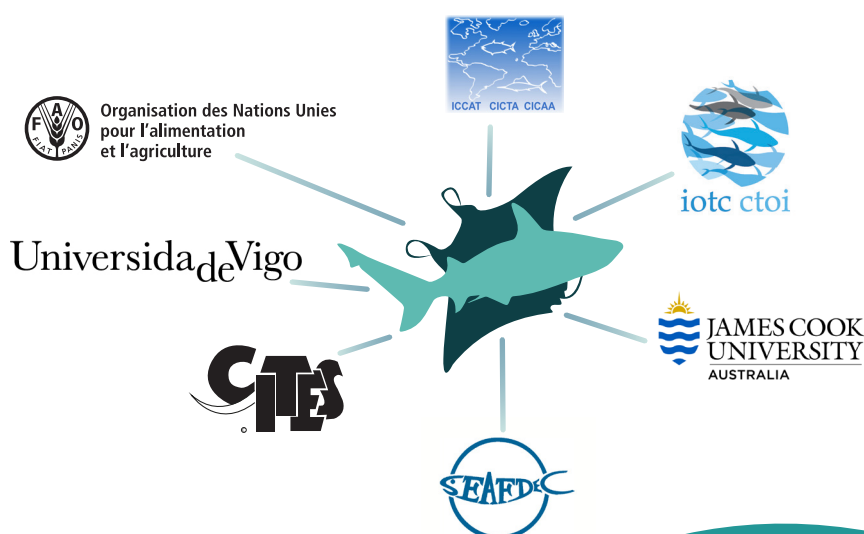 ICCAT CICTA CICAA
FAO
FIAT PANIS
Organisation des Nations Unies
pour l'alimentation
et l'agriculture
iotc ctoi
UniversidadeVigo
JAMES COOK
UNIVERSITY
AUSTRALIA
CITES
©
SEAFDEC